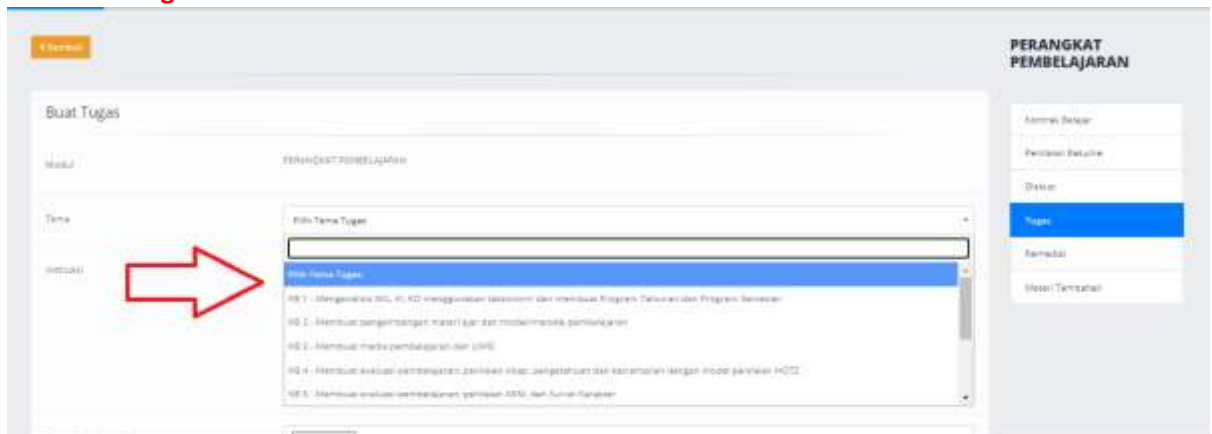 Kembali
PERANGKAT
PEMBELAJARAN
Buat Tugas
Modul
PERANGKAT PEMBELAJARAN
Tema
Pilih Tema Tugas
Instruksi
Pilih Tema Tugas
KB 1 - Menganalisis SKL, KI, KD menggunakan taksonomi dan membuat Program Tahunan dan Program Semester
KB 2 - Membuat pengembangan materi ajar dan model/metode pembelajaran
KB 3 - Membuat media pembelajaran dan LKPD
KB 4 - Membuat evaluasi pembelajaran: penilaian sikap, pengetahuan dan keterampilan dengan model penilaian HOTS
KB 5 - Membuat evaluasi pembelajaran: penilaian AKM, dan Survei Karakter
Kontrak Belajar
Penilaian Resume
Diskusi
Tugas
Remedial
Materi Tambahan